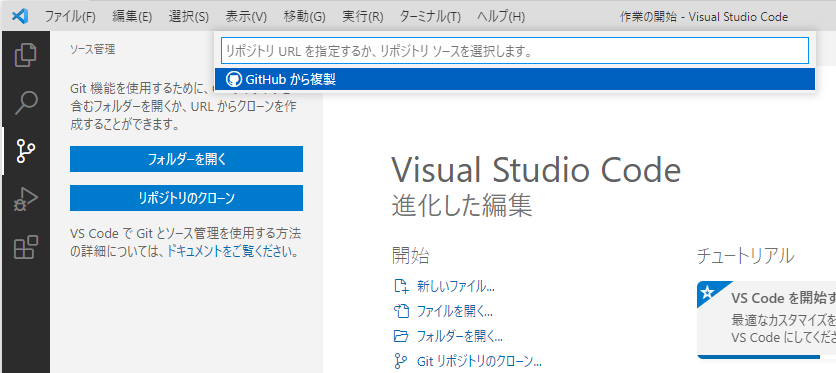 ファイル(F) 編集(E) 選択(S) 表示(V) 移動(G) 実行(R) ターミナル(T) ヘルプ(H) 作業の開始 - Visual Studio Code
ソース管理
リポジトリ URL を指定するか、リポジトリ ソースを選択します。
GitHub から複製
Git 機能を使用するために、
含むフォルダーを開くか、URL からクローンを作
成することができます。
フォルダーを開く
リポジトリのクローン
VS Code で Git とソース管理を使用する方法
の詳細については、ドキュメントをご覧ください。
Visual Studio Code
進化した編集
開始
新しいファイル...
ファイルを開く...
フォルダーを開く...
Git リポジトリのクローン...
チュートリアル
VS Code を開始す
最適なカスタマイズを
VS Code にしてくださ